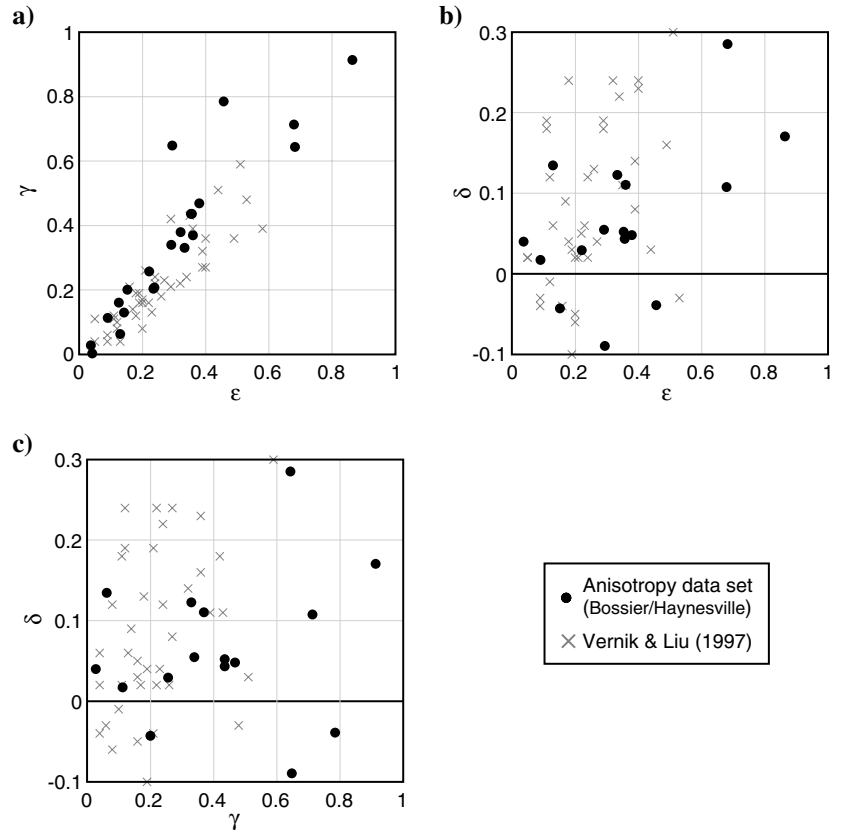 a)
1
0.8
0.6
0.4
0.2
0
γ
0 0.2 0.4 0.6 0.8 1
ε
b)
0.3
0.2
0.1
0
-0.1
δ
0 0.2 0.4 0.6 0.8 1
ε
c)
0.3
0.2
0.1
0
-0.1
δ
0 0.2 0.4 0.6 0.8 1
γ
Anisotropy data set
(Bossier/Haynesville)
Vernik & Liu (1997)